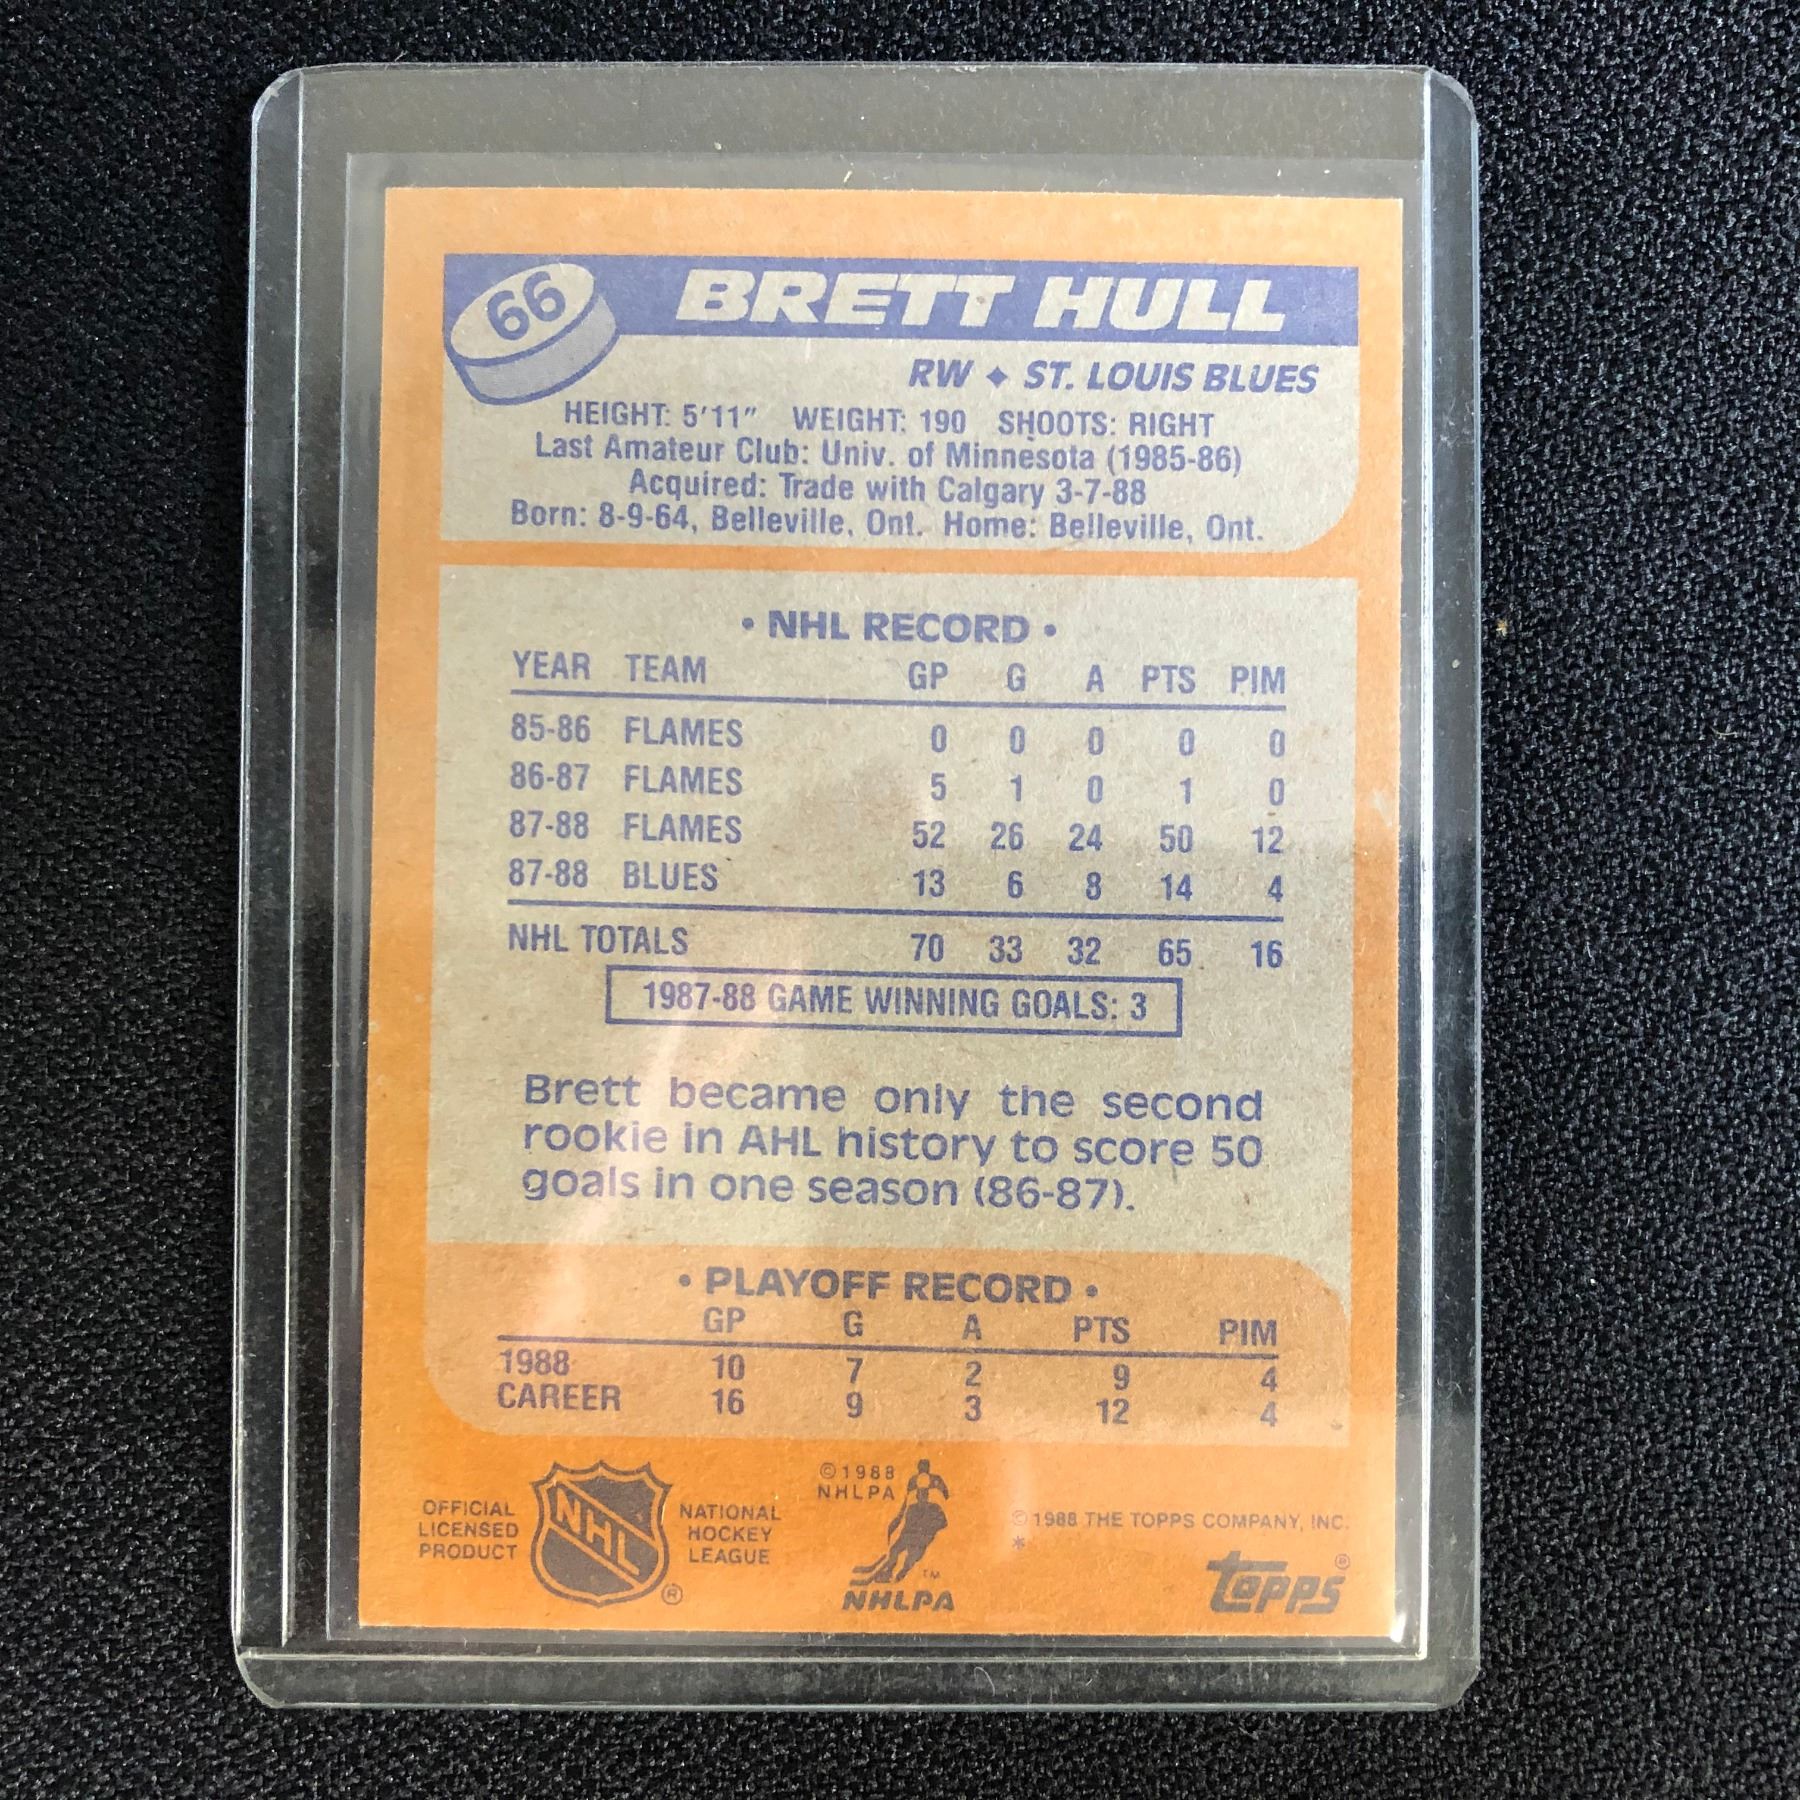 66
BRETT HULL
RW ✦ ST. LOUIS BLUES
HEIGHT: 5'11" WEIGHT: 190 SHOOTS: RIGHT
Last Amateur Club: Univ. of Minnesota (1985-86)
Acquired: Trade with Calgary 3-7-88
Born: 8-9-64, Belleville, Ont. Home: Belleville, Ont.
• NHL RECORD •
YEAR TEAM GP G A PTS PIM
85-86 FLAMES 0 0 0 0 0
86-87 FLAMES 5 1 0 1 0
87-88 FLAMES 52 26 24 50 12
87-88 BLUES 13 6 8 14 4
NHL TOTALS 70 33 32 65 16
1987-88 GAME WINNING GOALS: 3
Brett became only the second
rookie in AHL history to score 50
goals in one season (86-87).
• PLAYOFF RECORD •
GP G A PTS PIM
1988 10 7 2 9 4
CAREER 16 9 3 12 4
OFFICIAL
LICENSED
PRODUCT
NHL
®
NATIONAL
HOCKEY
LEAGUE
©1988
NHLPA
TM
NHLPA
©1988 THE TOPPS COMPANY, INC.
*
topps®